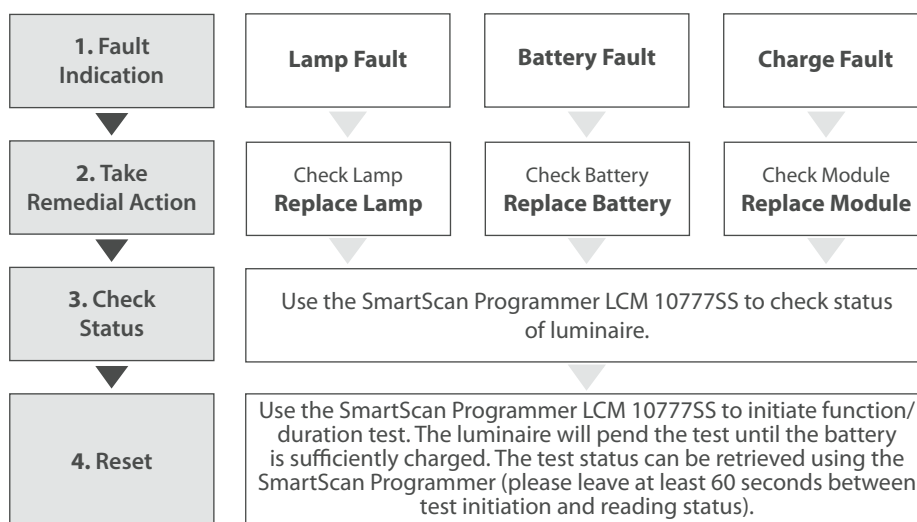 1. Fault
Indication
Lamp Fault
Battery Fault
Charge Fault
2. Take
Remedial Action
Check Lamp
Replace Lamp
Check Battery
Replace Battery
Check Module
Replace Module
3. Check
Status
Use the SmartScan Programmer LCM 10777SS to check status
of luminaire.
4. Reset
Use the SmartScan Programmer LCM 10777SS to initiate function/
duration test. The luminaire will pend the test until the battery
is sufficiently charged. The test status can be retrieved using the
SmartScan Programmer (please leave at least 60 seconds between
test initiation and reading status).